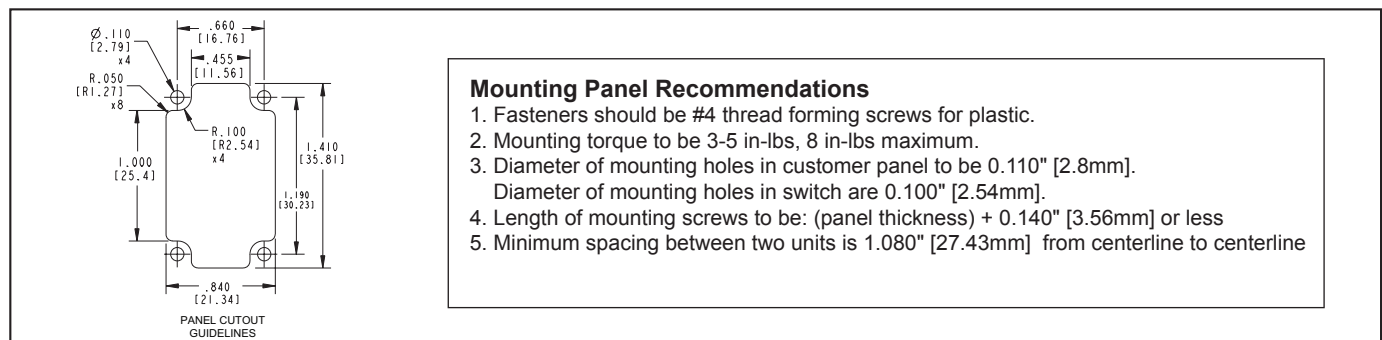 .660
[16.76]
Ø.110
[2.79]
x4
.455
[11.56]
R.050
[R1.27]
x8
R.100
[R2.54]
x4
1.000
[25.4]
1.410
[35.81]
1.190
[30.23]
.840
[21.34]
PANEL CUTOUT
GUIDELINES
Mounting Panel Recommendations
1. Fasteners should be #4 thread forming screws for plastic.
2. Mounting torque to be 3-5 in-lbs, 8 in-lbs maximum.
3. Diameter of mounting holes in customer panel to be 0.110" [2.8mm].
Diameter of mounting holes in switch are 0.100" [2.54mm].
4. Length of mounting screws to be: (panel thickness) + 0.140" [3.56mm] or less
5. Minimum spacing between two units is 1.080" [27.43mm] from centerline to centerline